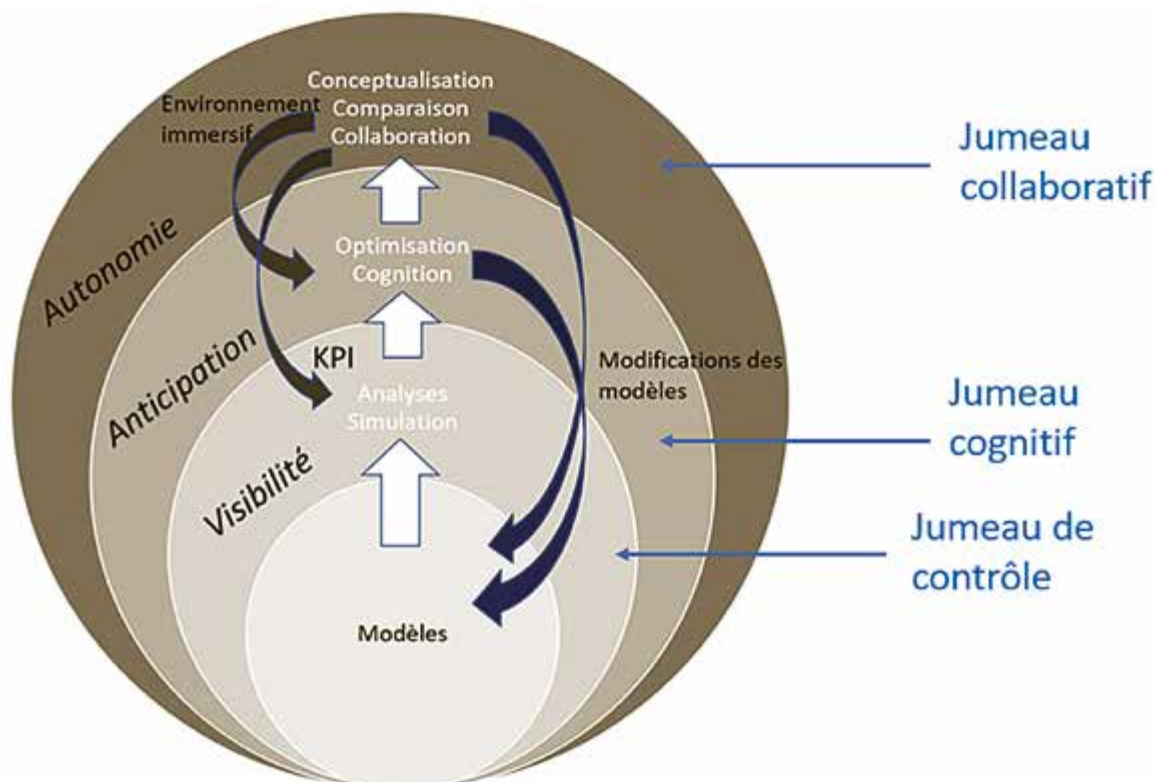 Conceptualisation
Comparaison
Collaboration
Environnement
immersif
Jumeau
collaboratif
Autonomie
Optimisation
Cognition
Anticipation
KPI
Analyses
Simulation
Modifications des
modèles
Jumeau
cognitif
Visibilité
Jumeau de
contrôle
Modèles